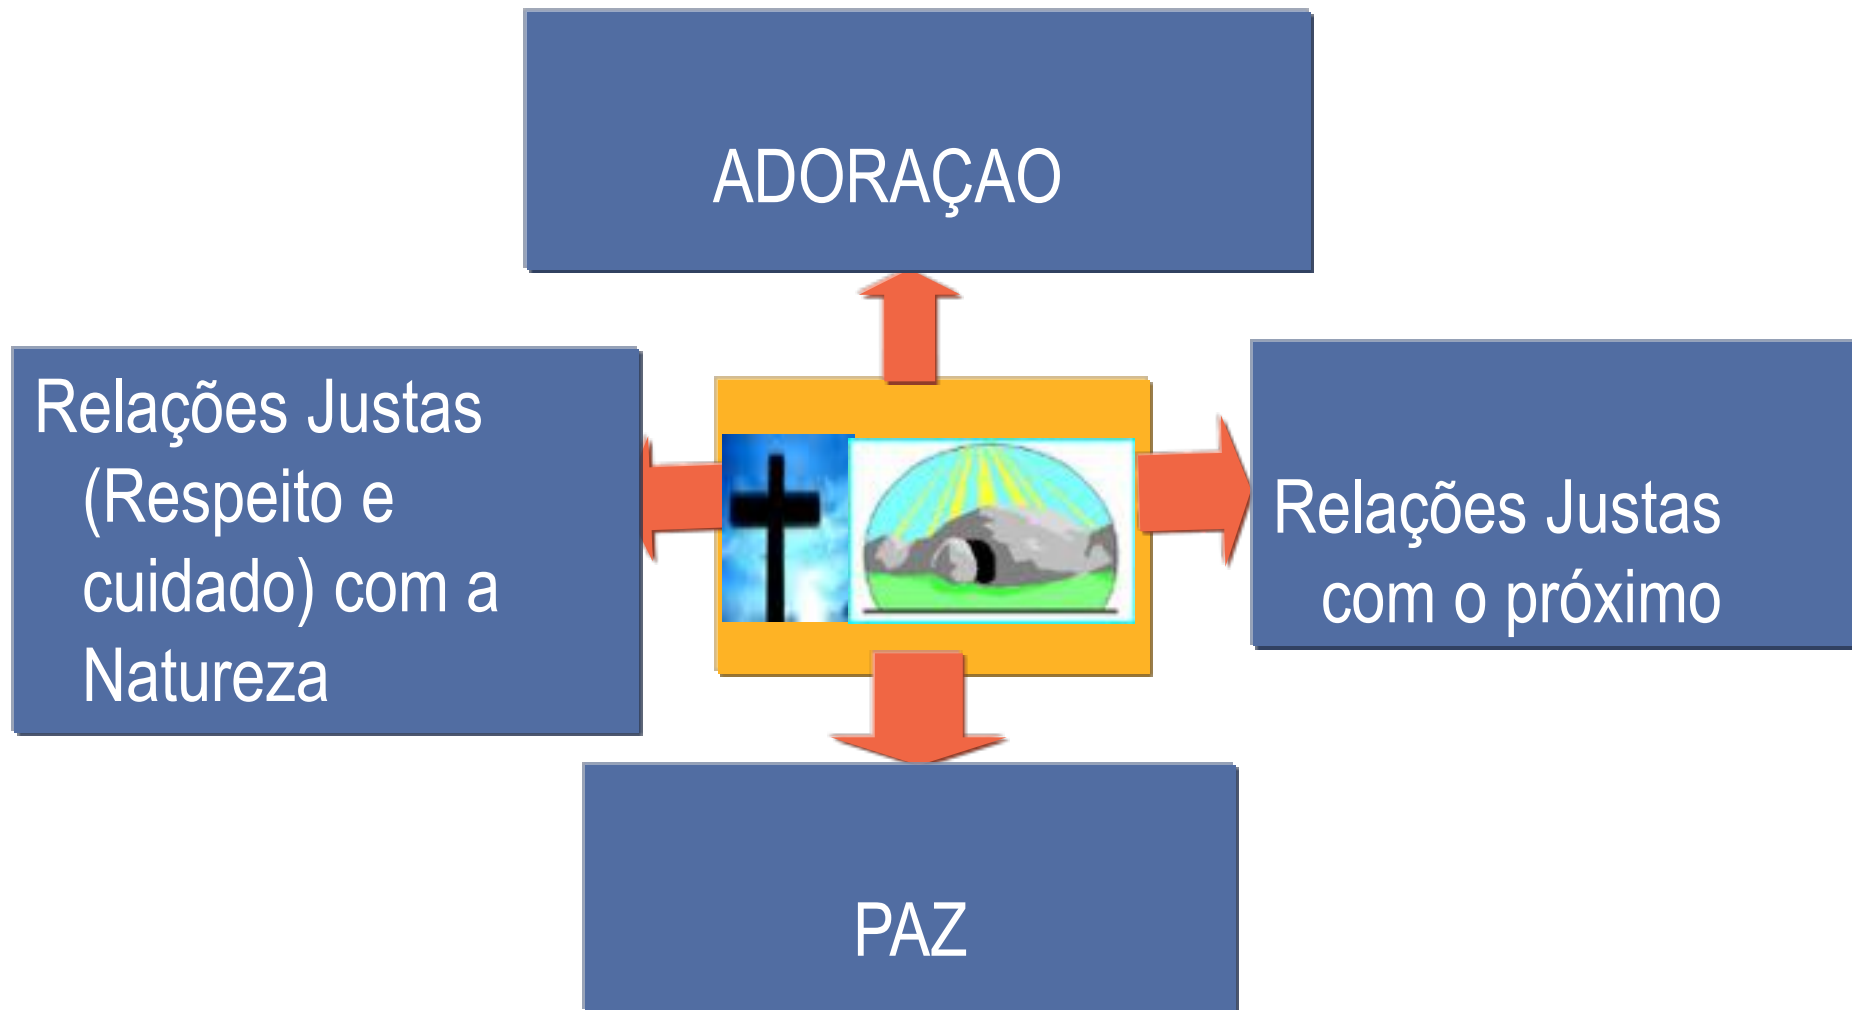 ADORAÇAO
Relações Justas
(Respeito e
cuidado) com a
Natureza
Relações Justas
com o próximo
PAZ